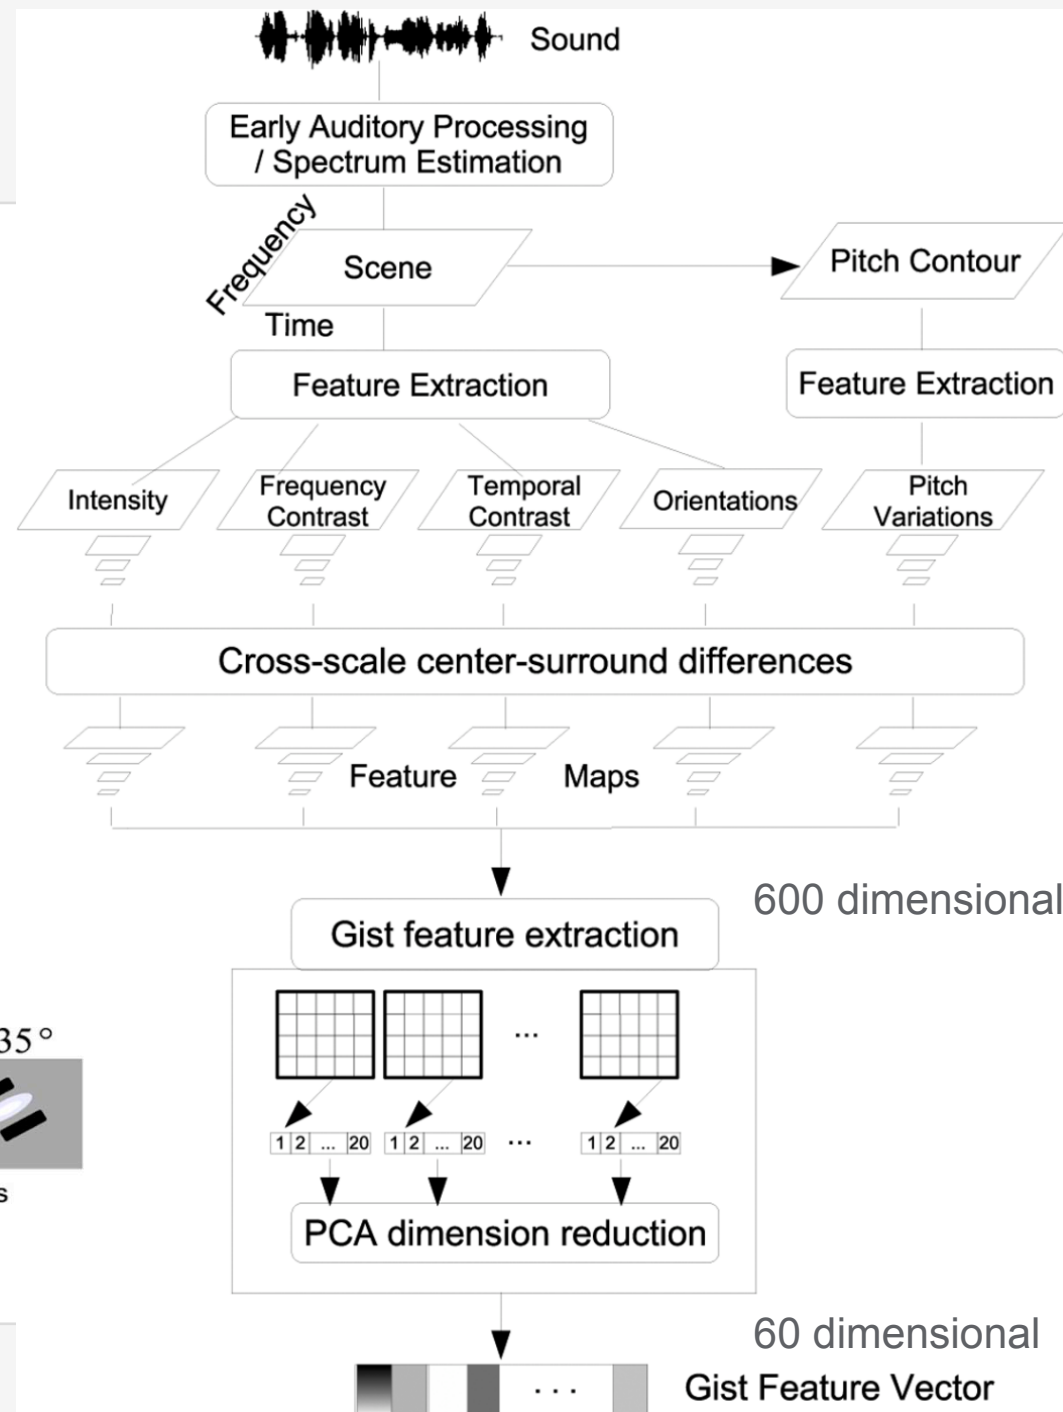 Sound
Early Auditory Processing
/ Spectrum Estimation
Frequency
Scene
Pitch Contour
Time
Feature Extraction
Feature Extraction
Intensity
Frequency
Contrast
Temporal
Contrast
Orientations
Pitch
Variations
Cross-scale center-surround differences
Feature Maps
600 dimensional
Gist feature extraction
...
35°
1 2 ... 20 1 2 ... 20 ... 1 2 ... 20
s
PCA dimension reduction
60 dimensional
...
Gist Feature Vector